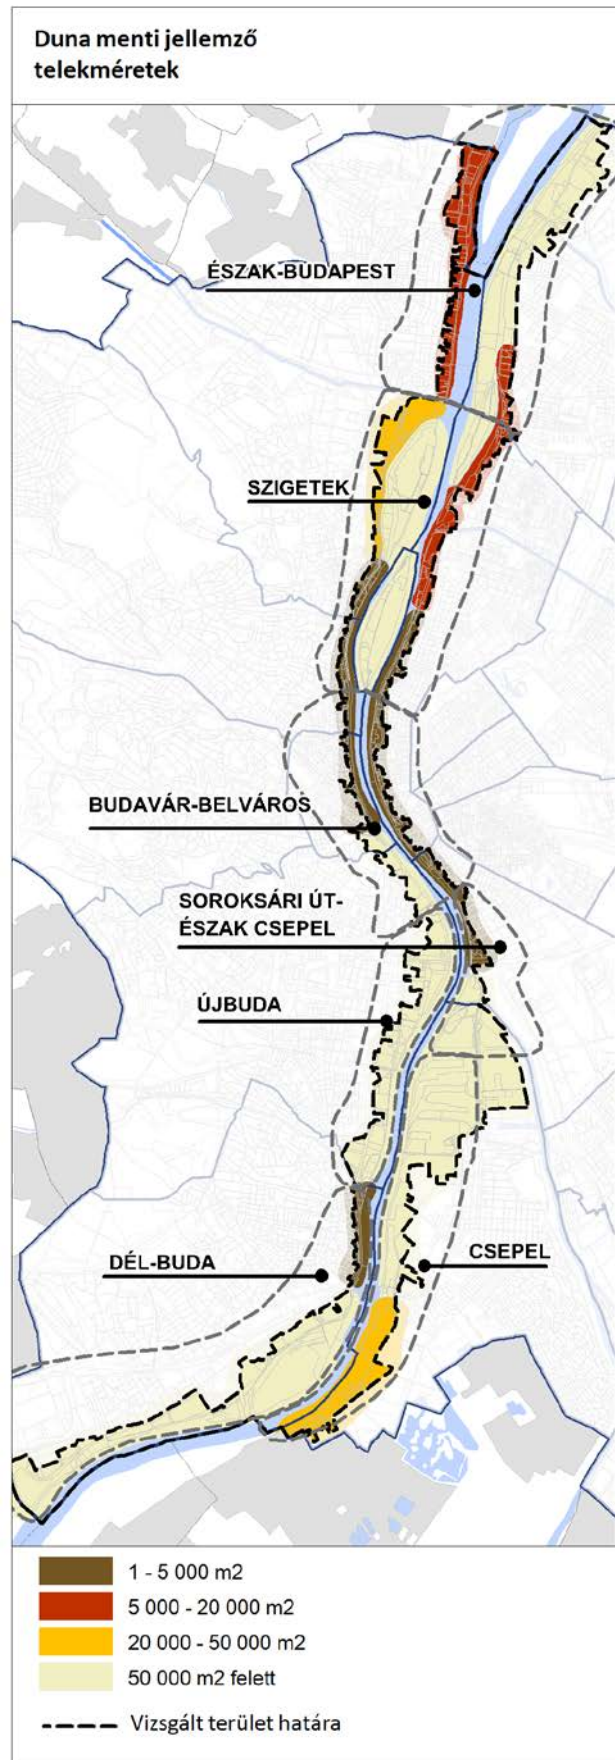 Duna menti jellemző
telekméretek
ÉSZAK-BUDAPEST
SZIGETEK
BUDAVÁR-BELVÁROS
SOROKSÁRI ÚT-
ÉSZAK CSEPEL
ÚJBUDA
DÉL-BUDA
CSEPEL
1 - 5 000 m2
5 000 - 20 000 m2
20 000 - 50 000 m2
50 000 m2 felett
Vizsgált terület határa